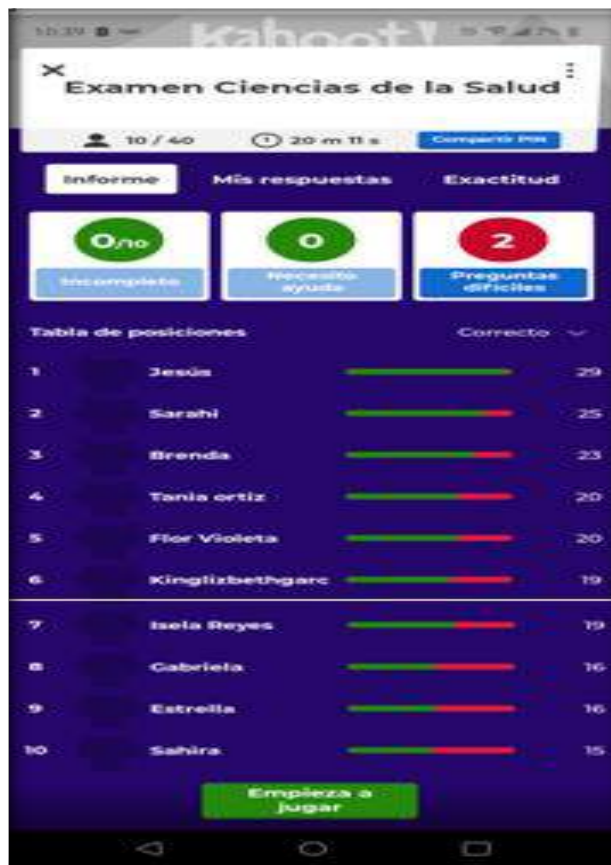 Kahoot!
Examen Ciencias de la Salud
10 / 40 20 m 11 s Compartir PIN
Informe Mis respuestas Exactitud
0/10 0 2
Incompleto Necesito ayuda Preguntas difíciles
Tabla de posiciones Correcto
1 Jesús 29
2 Sarahi 25
3 Brenda 23
4 Tania ortiz 20
5 Flor Violeta 20
6 Kinglizbethgarc 19
7 Isela Reyes 19
8 Gabriela 16
9 Estrella 16
10 Sahira 15
Empieza a
jugar